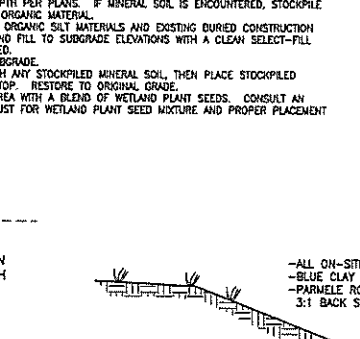 PTH PER PLANS. IF MINERAL SOIL IS ENCOUNTERED, STOCKPILE
ORGANIC MATERIAL.
ORGANIC SILT MATERIALS AND EXISTING BURIED CONSTRUCTION
ND FILL TO SUBGRADE ELEVATIONS WITH A CLEAN SELECT-FILL
ED.
BGRADE.
H ANY STOCKPILED MINERAL SOIL, THEN PLACE STOCKPILED
TOP. RESTORE TO ORIGINAL GRADE.
REA WITH A BLEND OF WETLAND PLANT SEEDS. CONSULT AN
UST FOR WETLAND PLANT SEED MIXTURE AND PROPER PLACEMENT
N
H
-ALL ON-SIT
-BLUE CLAY
-PARMELE RO
3:1 BACK S